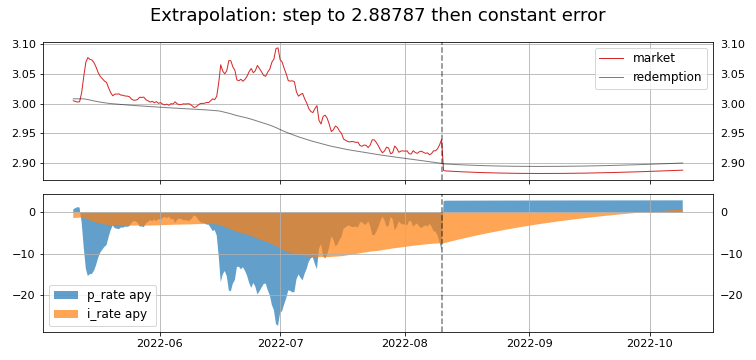 Extrapolation: step to 2.88787 then constant error
3.10 3.10
3.05 3.05
3.00 3.00
2.95 2.95
2.90 2.90
market
redemption
0 0
−10 −10
−20 −20
p_rate apy
i_rate apy
2022-06 2022-07 2022-08 2022-09 2022-10